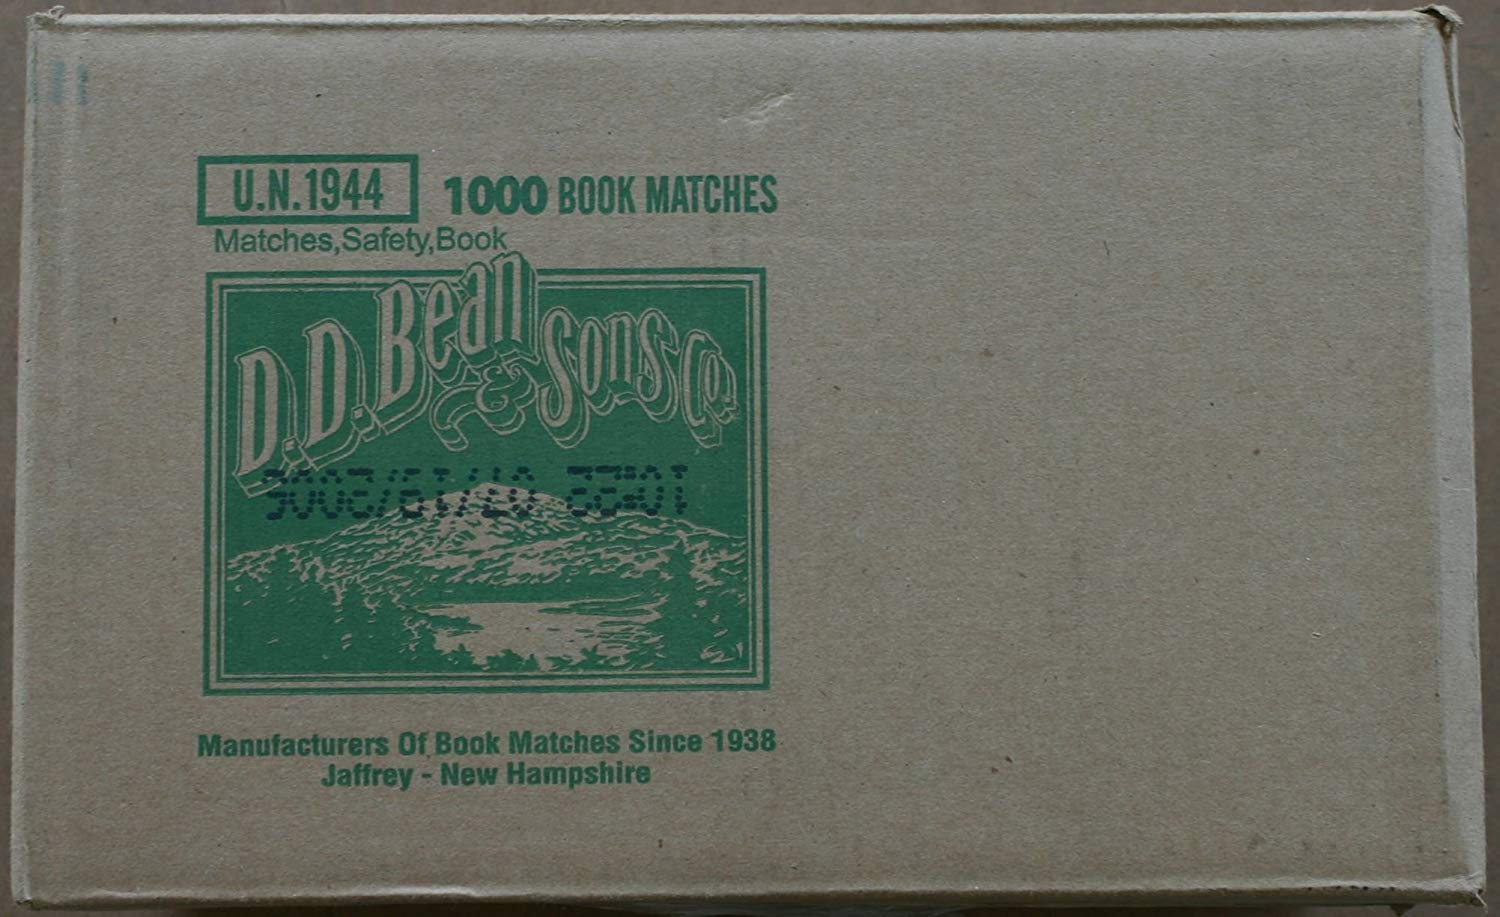 U.N.1944
1000 BOOK MATCHES
Matches,Safety,Book
D.D. Bean
& Sons Co.
Manufacturers Of Book Matches Since 1938
Jaffrey - New Hampshire